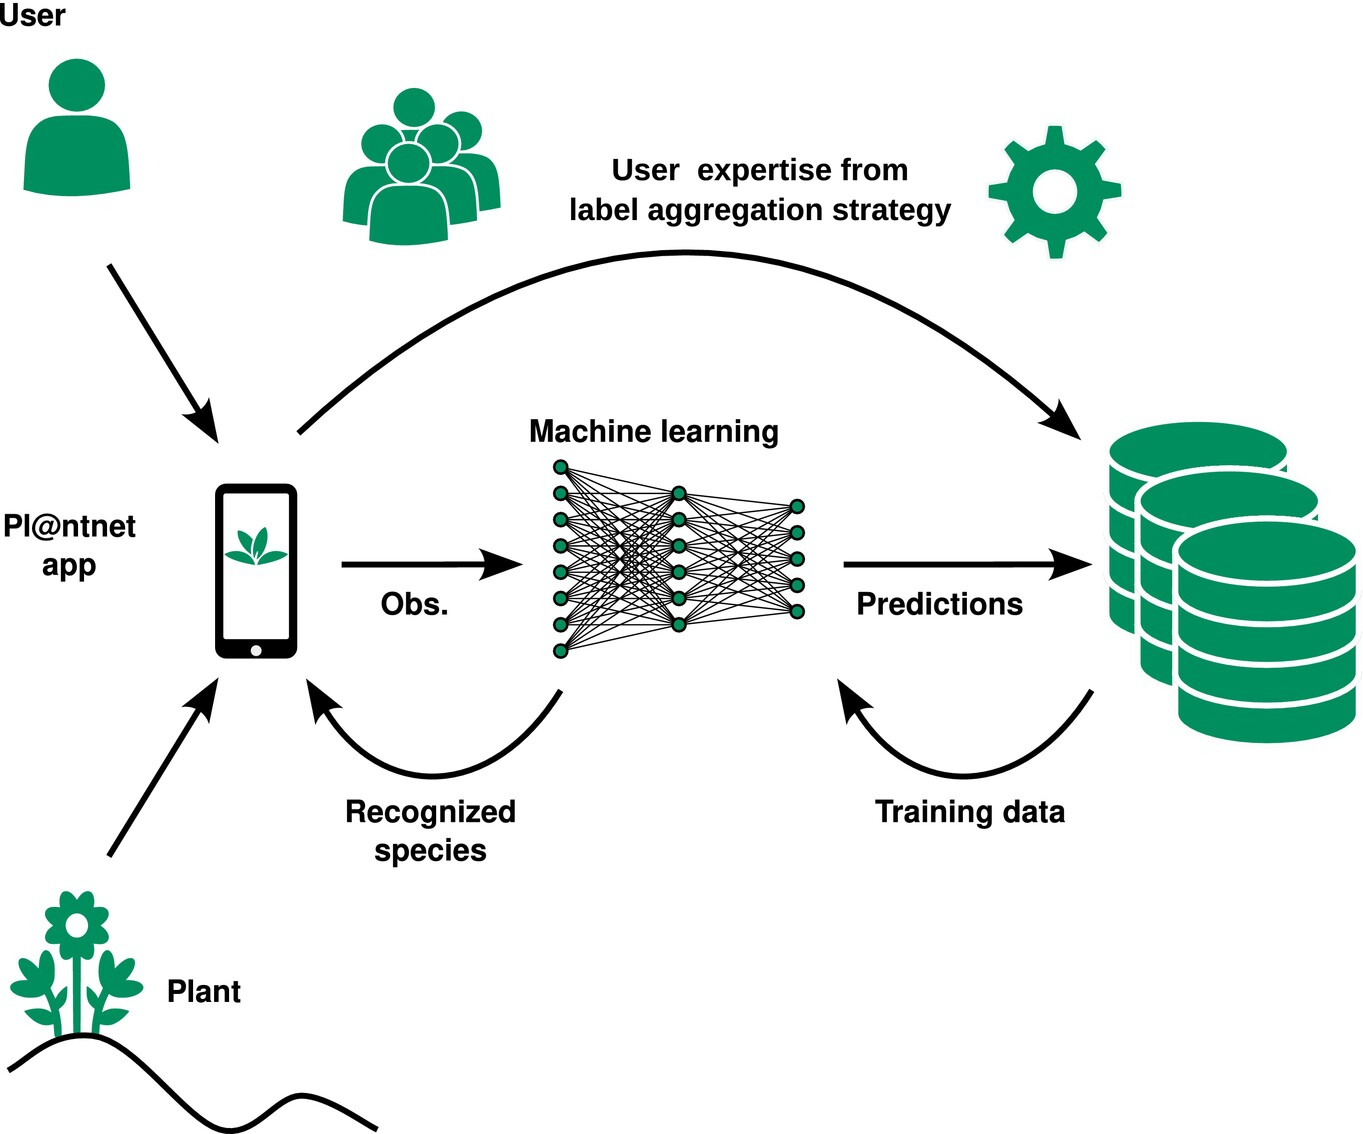 User
User expertise from
label aggregation strategy
Machine learning
Pl@ntnet
app
Obs.
Predictions
Recognized
species
Training data
Plant